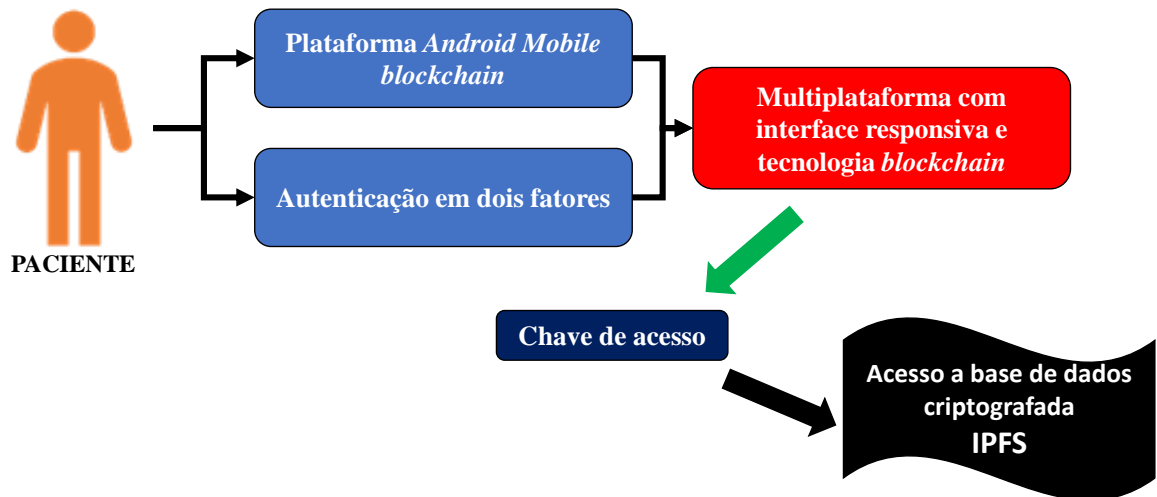 Plataforma Android Mobile
blockchain
Multiplataforma com
interface responsiva e
tecnologia blockchain
Autenticação em dois fatores
PACIENTE
Chave de acesso
Acesso a base de dados
criptografada
IPFS